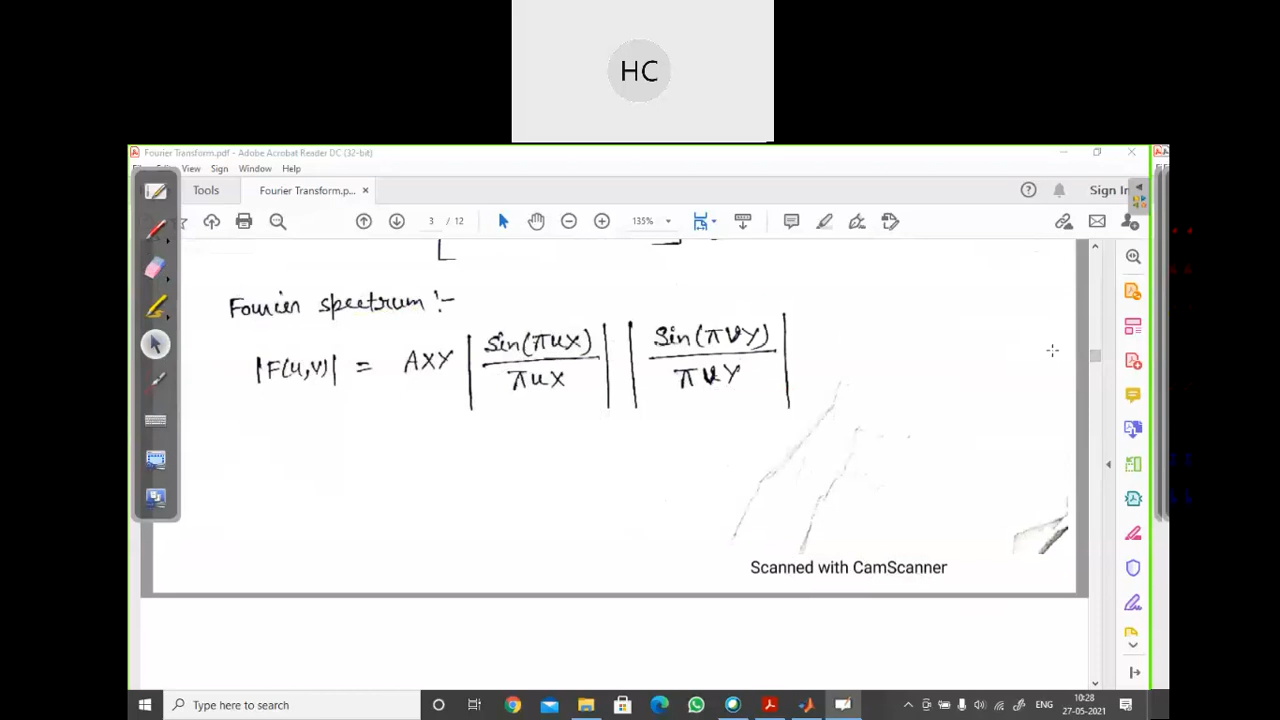 HC
Fourier Transform.pdf - Adobe Acrobat Reader DC (32-bit)
View Sign Window Help
Tools Fourier Transform.p... × Sign In
3 / 12 135%
Fourier spectrum :-
|F(u,v)| = AXY | Sin(πuX) / πuX | | Sin(πvY) / πvY |
Scanned with CamScanner
Type here to search
ENG 10:28
27-05-2021